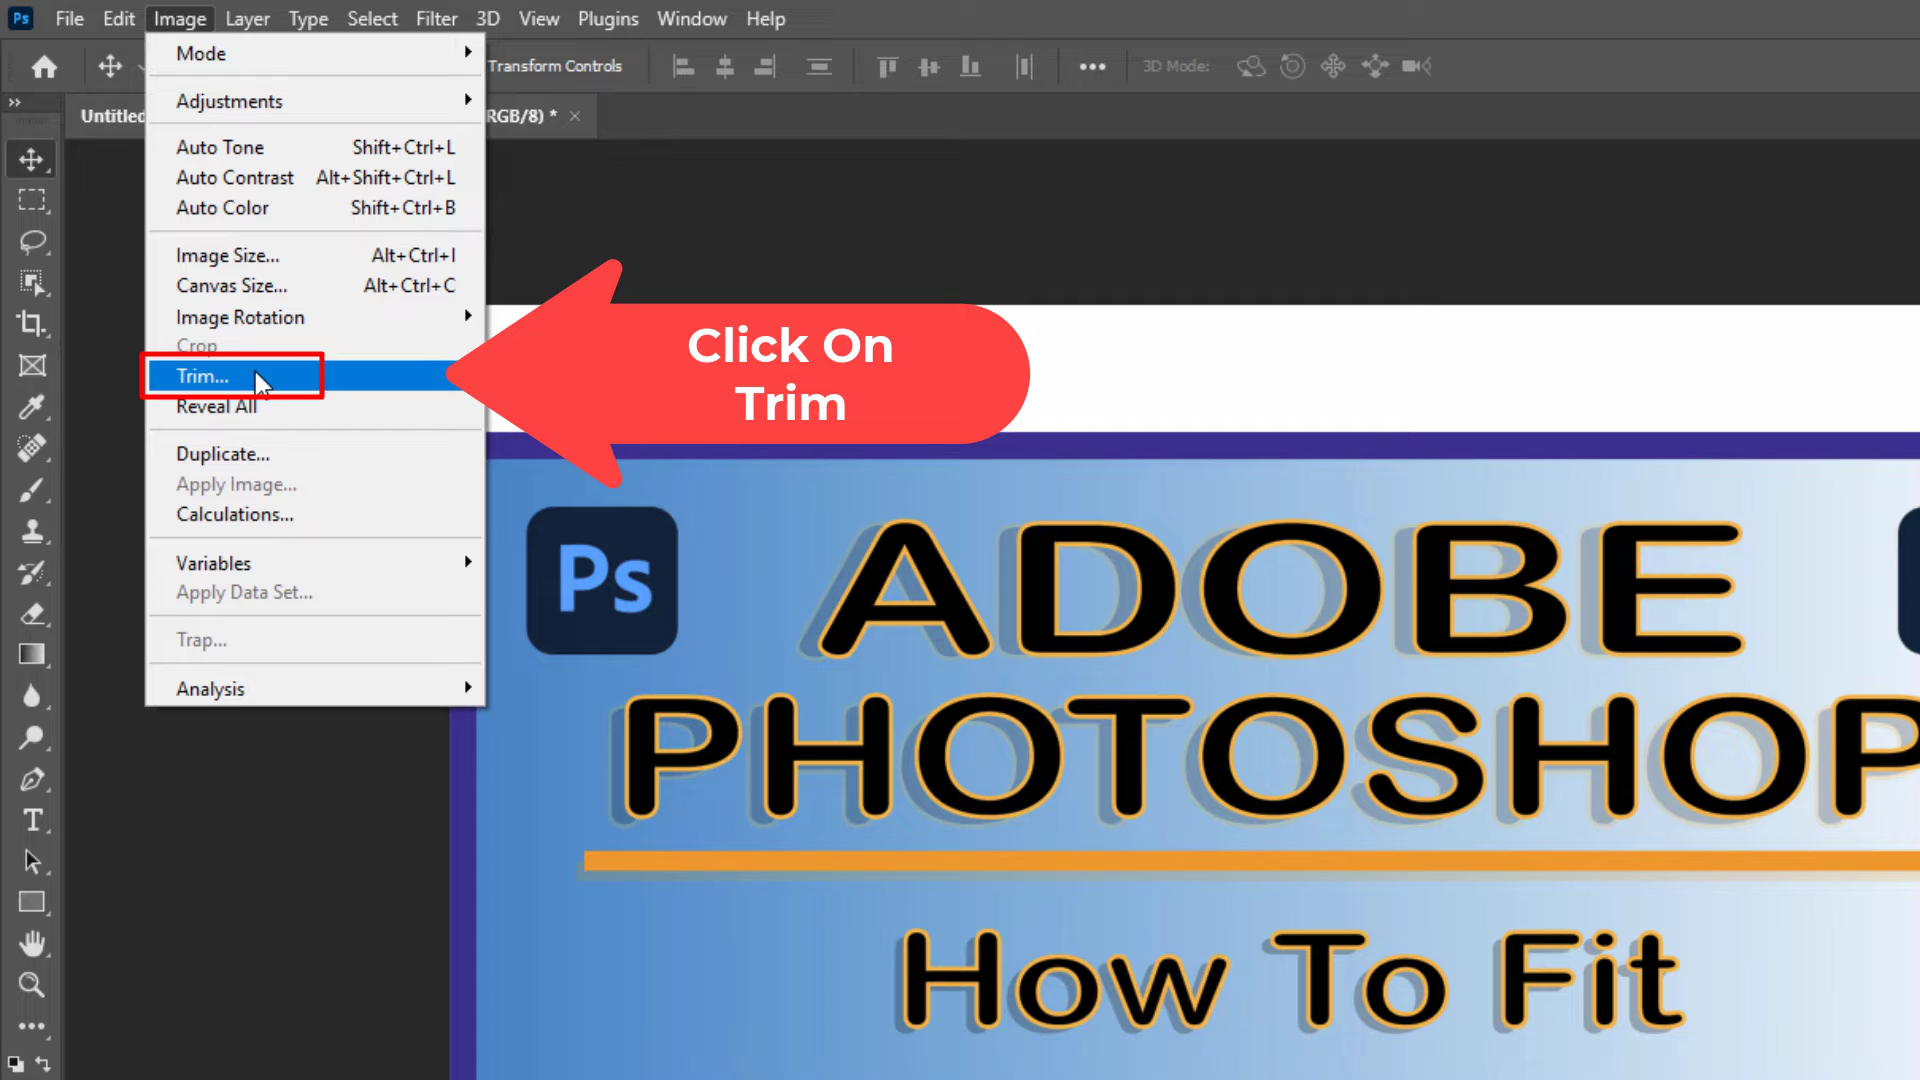 Ps File Edit Image Layer Type Select Filter 3D View Plugins Window Help
Transform Controls 3D Mode:
Untitled RGB/8) * ×
Mode
Adjustments
Auto Tone Shift+Ctrl+L
Auto Contrast Alt+Shift+Ctrl+L
Auto Color Shift+Ctrl+B
Image Size... Alt+Ctrl+I
Canvas Size... Alt+Ctrl+C
Image Rotation
Crop
Trim...
Reveal All
Duplicate...
Apply Image...
Calculations...
Variables
Apply Data Set...
Trap...
Analysis
Click On
Trim
Ps ADOBE
PHOTOSHOP
How To Fit